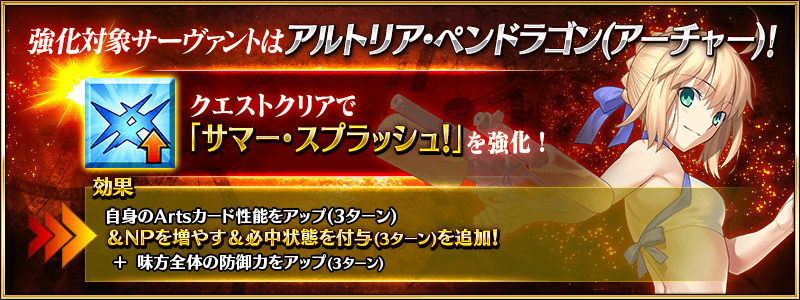 強化対象サーヴァントはアルトリア・ペンドラゴン(アーチャー)!
クエストクリアで
「サマー・スプラッシュ!」を強化!
効果
自身のArtsカード性能をアップ(3ターン)
&NPを増やす&必中状態を付与(3ターン)を追加!
+ 味方全体の防御力をアップ(3ターン)